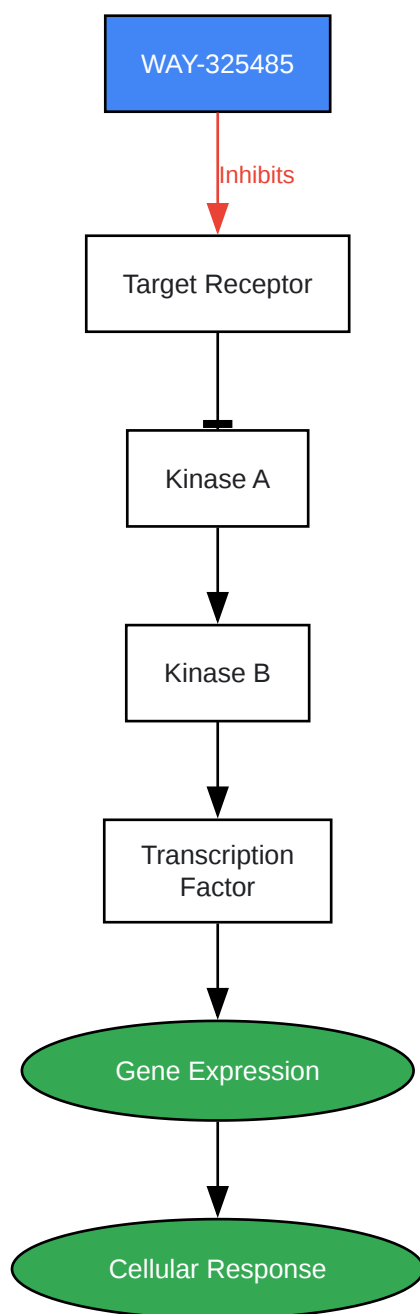 WAY-325485
Inhibits
Target Receptor
Kinase A
Kinase B
Transcription
Factor
Gene Expression
Cellular Response